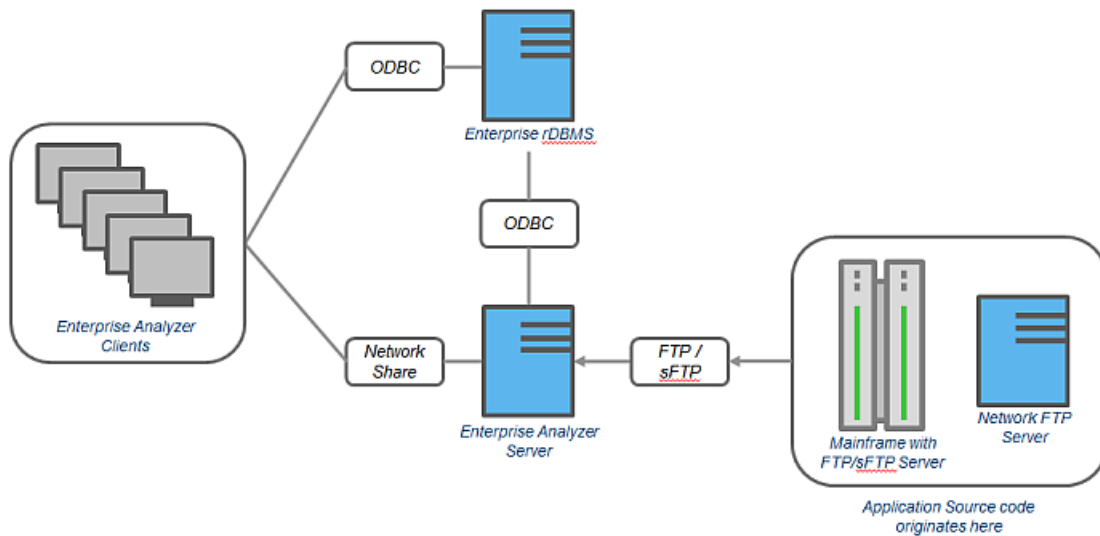 ODBC
Enterprise rDBMS
ODBC
Enterprise Analyzer
Clients
Network
Share
Enterprise Analyzer
Server
FTP /
sFTP
Mainframe with
FTP/sFTP Server
Network FTP
Server
Application Source code
originates here